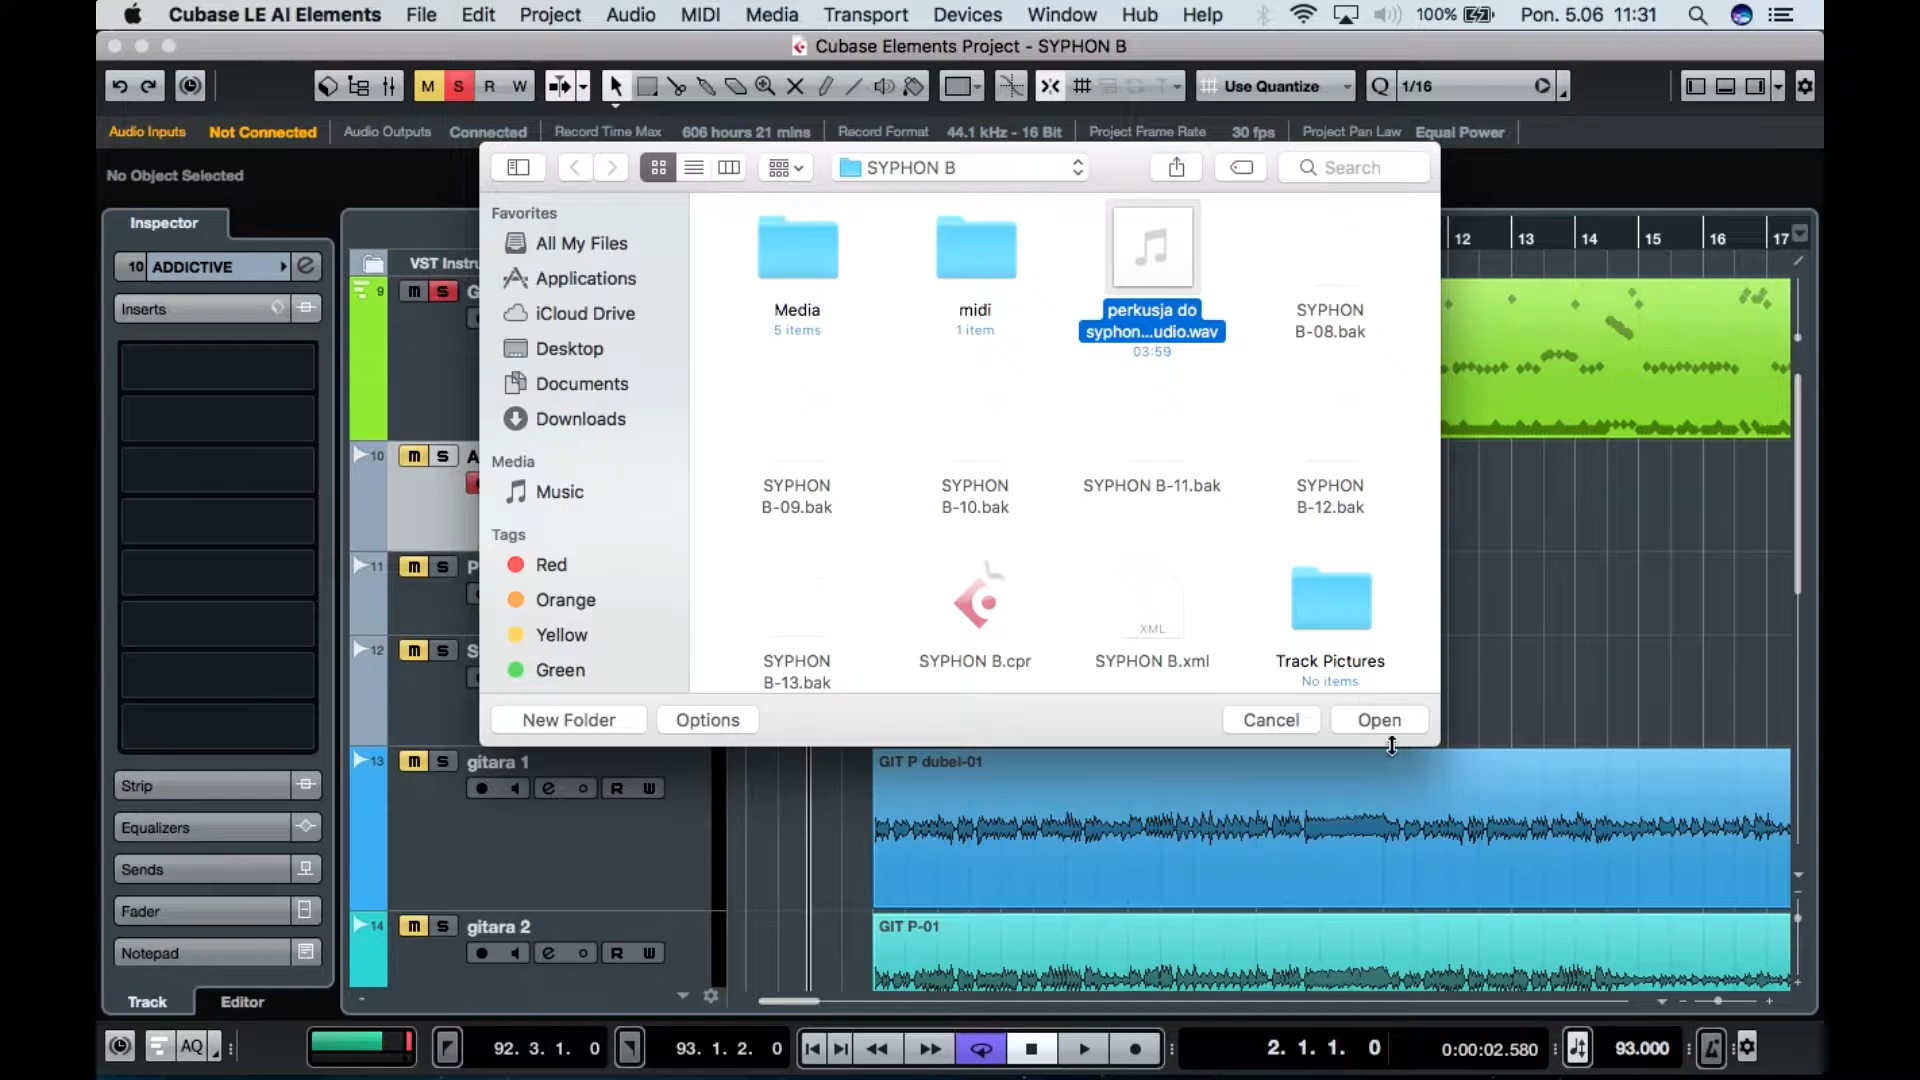 Cubase LE AI Elements File Edit Project Audio MIDI Media Transport Devices Window Hub Help 100% Pon. 5.06 11:31
Cubase Elements Project - SYPHON B
M S R W Use Quantize Q 1/16
Audio Inputs Not Connected Audio Outputs Connected Record Time Max 606 hours 21 mins Record Format 44.1 kHz - 16 Bit Project Frame Rate 30 fps Project Pan Law Equal Power
No Object Selected
Inspector
10 ADDICTIVE
Inserts
Strip
Equalizers
Sends
Fader
Notepad
Track Editor
VST Instru
9 m S G
10 m S A
11 m S P
12 m S S
13 m S gitara 1
R W
14 m S gitara 2
R W
SYPHON B
Search
Favorites
All My Files
Applications
iCloud Drive
Desktop
Documents
Downloads
Media
Music
Tags
Red
Orange
Yellow
Green
Media
5 items
midi
1 item
perkusja do
syphon...udio.wav
03:59
SYPHON
B-08.bak
SYPHON
B-09.bak
SYPHON
B-10.bak
SYPHON B-11.bak
SYPHON
B-12.bak
SYPHON
B-13.bak
SYPHON B.cpr
XML
SYPHON B.xml
Track Pictures
No items
New Folder Options Cancel Open
12 13 14 15 16 17
GIT P dubel-01
GIT P-01
AQ 92. 3. 1. 0 93. 1. 2. 0 2. 1. 1. 0 0:00:02.580 93.000